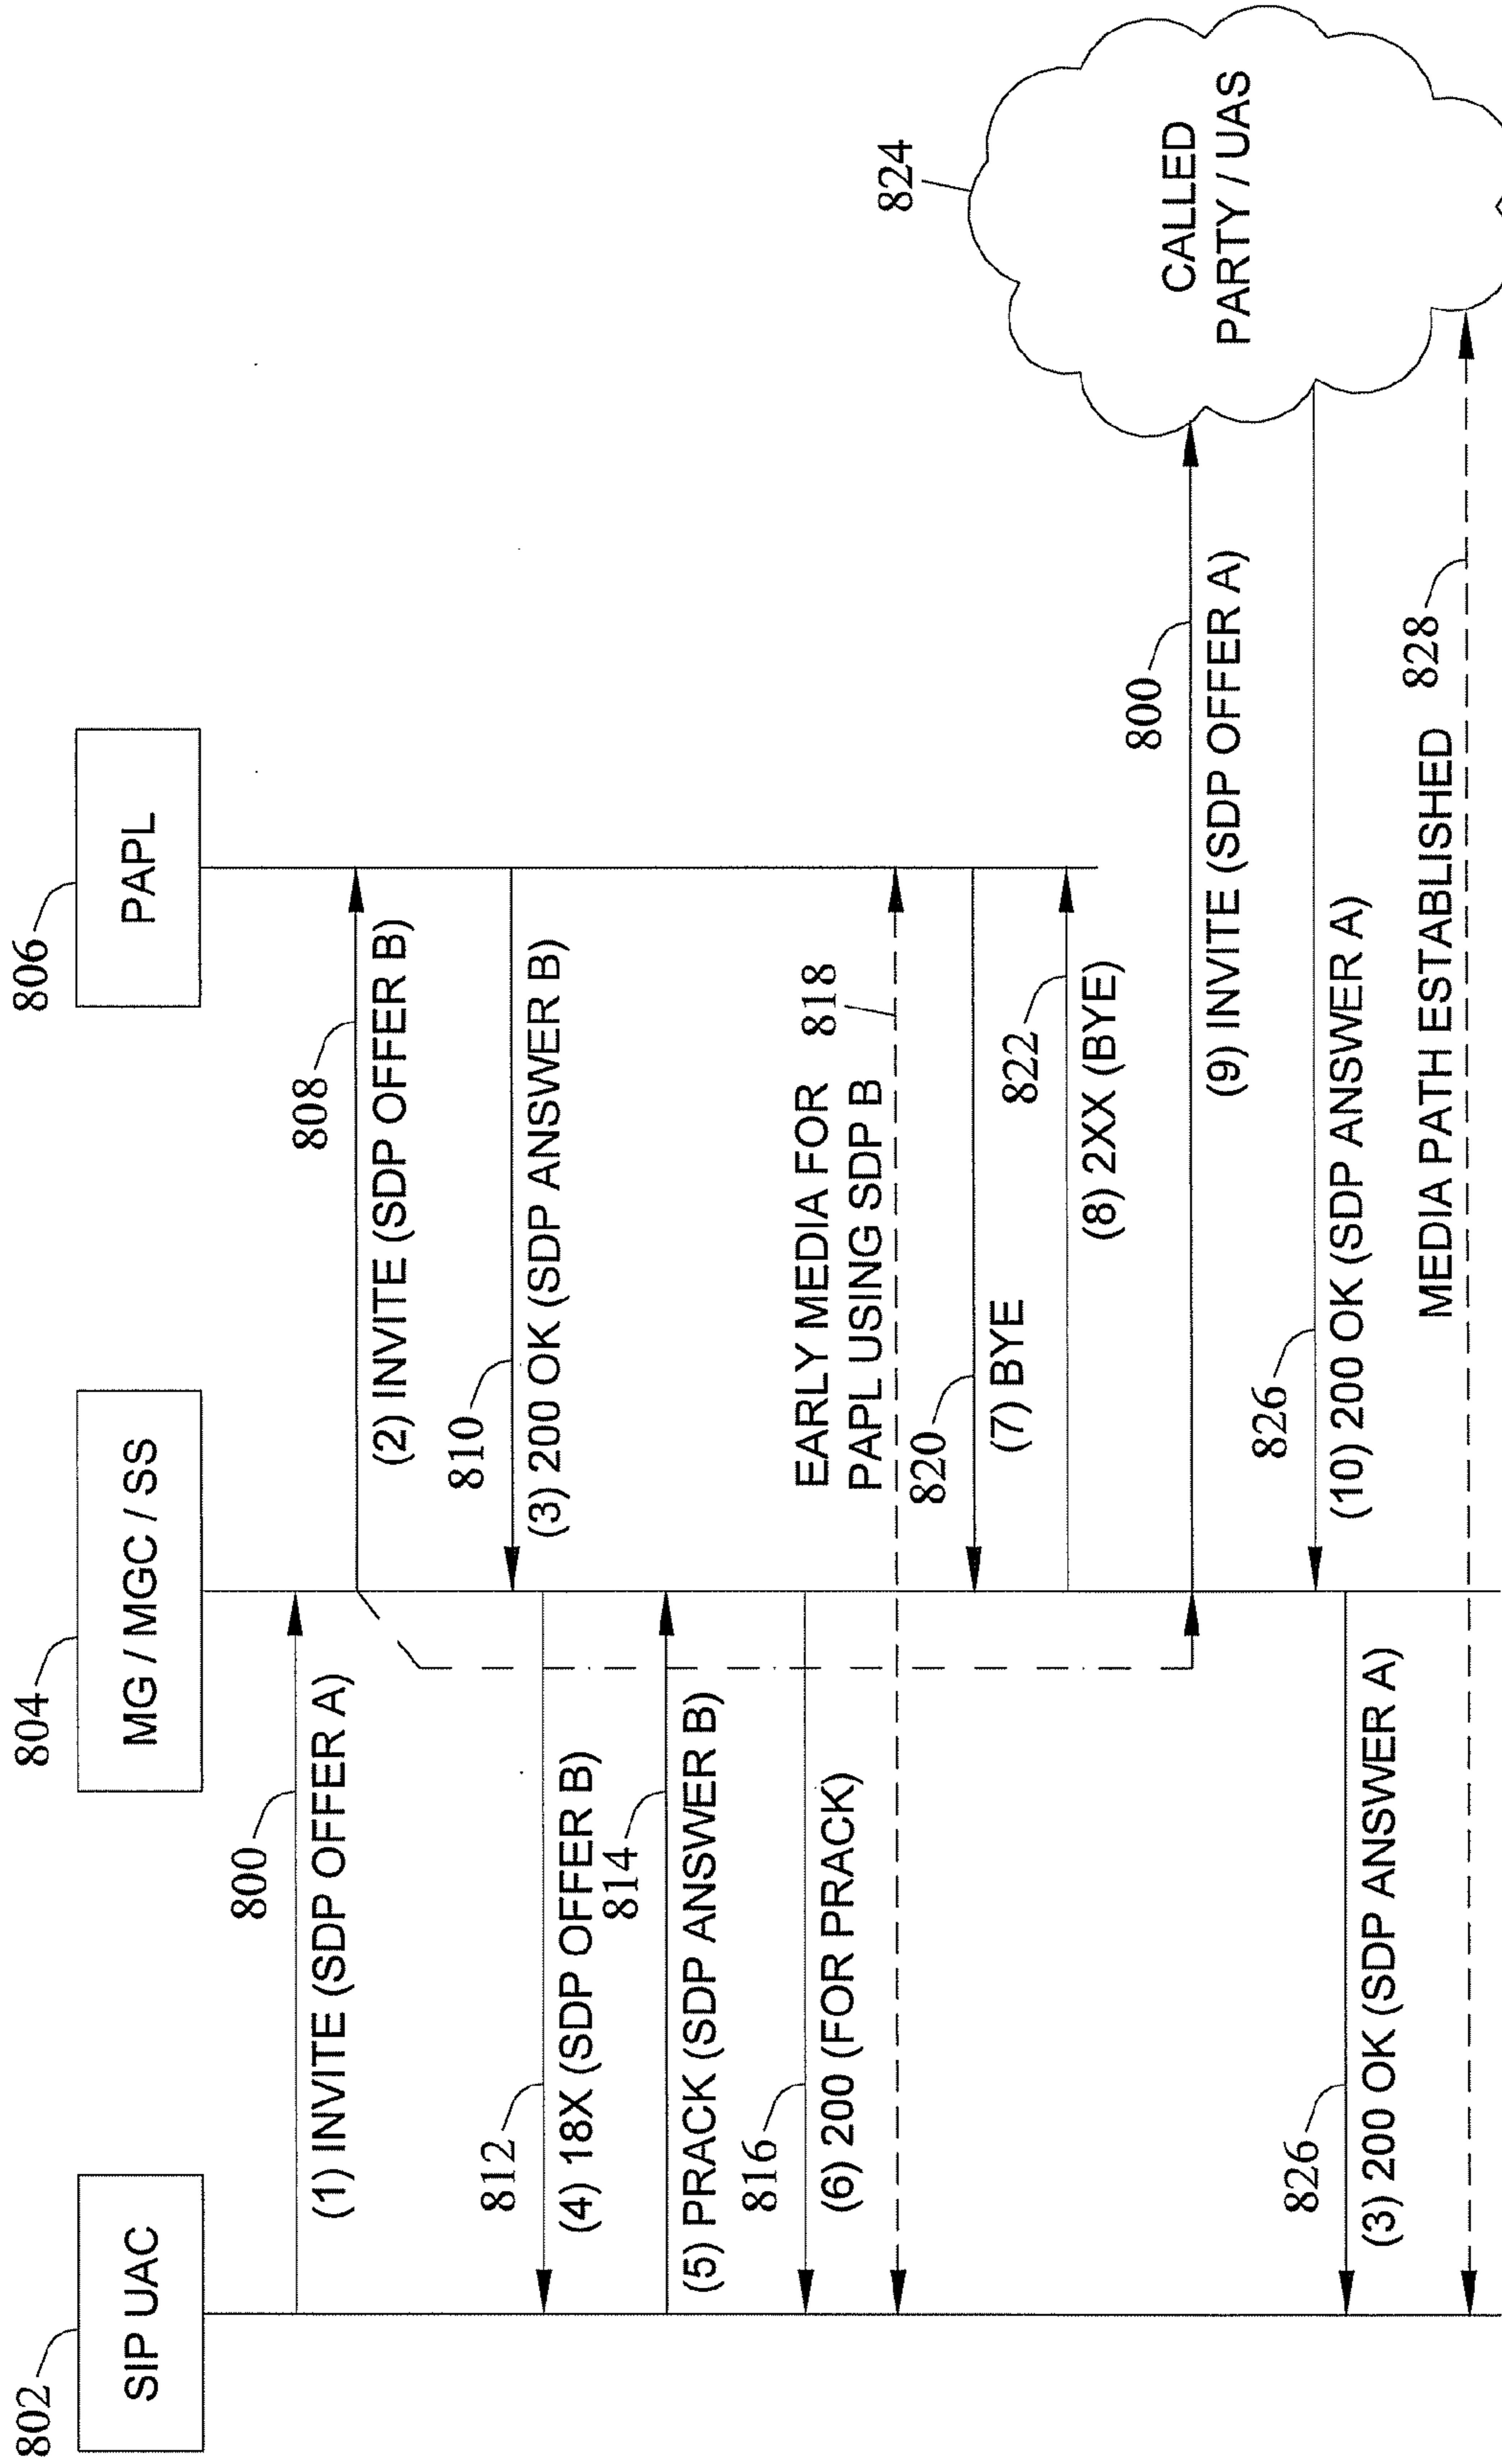 802
SIP UAC
804
MG / MGC / SS
806
PAPL
800
(1) INVITE (SDP OFFER A)
808
(2) INVITE (SDP OFFER B)
810
(3) 200 OK (SDP ANSWER B)
812
(4) 18X (SDP OFFER B)
814
(5) PRACK (SDP ANSWER B)
816
(6) 200 (FOR PRACK)
EARLY MEDIA FOR
PAPL USING SDP B
818
820
(7) BYE
822
(8) 2XX (BYE)
824
CALLED
PARTY / UAS
800
(9) INVITE (SDP OFFER A)
826
(10) 200 OK (SDP ANSWER A)
826
(3) 200 OK (SDP ANSWER A)
MEDIA PATH ESTABLISHED
828